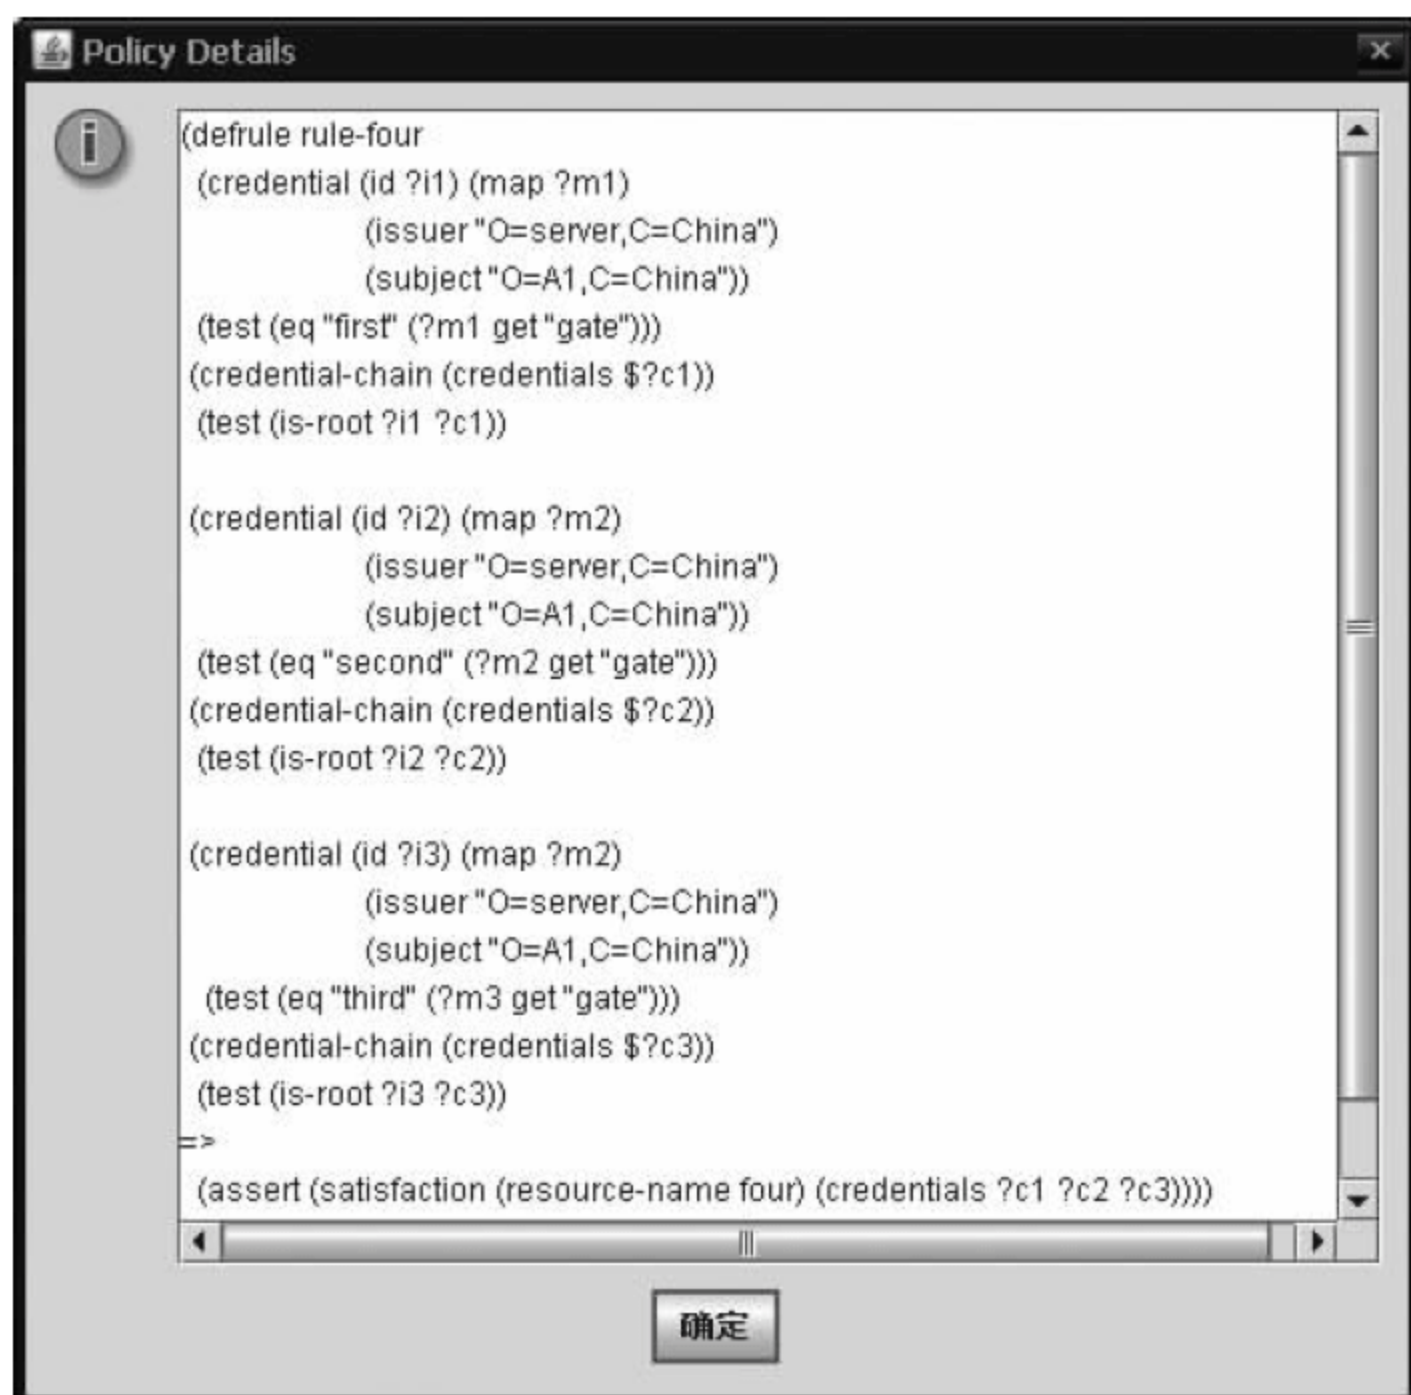 Policy Details
(defrule rule-four
(credential (id ?i1) (map ?m1)
(issuer "O=server,C=China")
(subject "O=A1,C=China"))
(test (eq "first" (?m1 get "gate")))
(credential-chain (credentials $?c1))
(test (is-root ?i1 ?c1))
(credential (id ?i2) (map ?m2)
(issuer "O=server,C=China")
(subject "O=A1,C=China"))
(test (eq "second" (?m2 get "gate")))
(credential-chain (credentials $?c2))
(test (is-root ?i2 ?c2))
(credential (id ?i3) (map ?m2)
(issuer "O=server,C=China")
(subject "O=A1,C=China"))
(test (eq "third" (?m3 get "gate")))
(credential-chain (credentials $?c3))
(test (is-root ?i3 ?c3))
=>
(assert (satisfaction (resource-name four) (credentials ?c1 ?c2 ?c3))))
确定